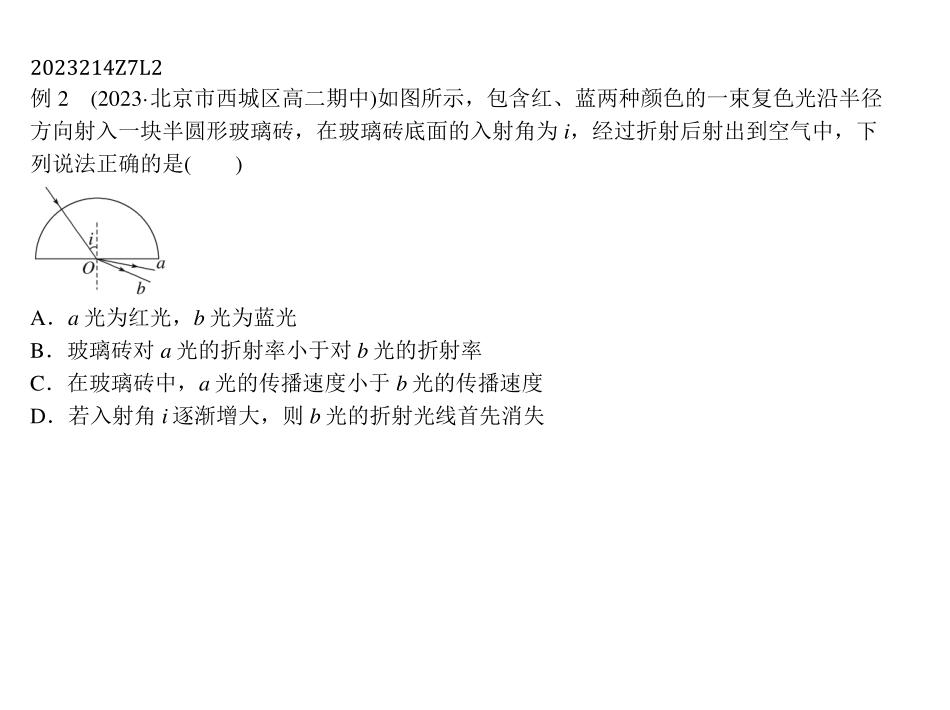 2023214Z7L2
例 2　(2023·北京市西城区高二期中)如图所示，包含红、蓝两种颜色的一束复色光沿半径
方向射入一块半圆形玻璃砖，在玻璃砖底面的入射角为 i，经过折射后射出到空气中，下
列说法正确的是(　　)
i
O
a
b
A．a 光为红光，b 光为蓝光
B．玻璃砖对 a 光的折射率小于对 b 光的折射率
C．在玻璃砖中，a 光的传播速度小于 b 光的传播速度
D．若入射角 i 逐渐增大，则 b 光的折射光线首先消失